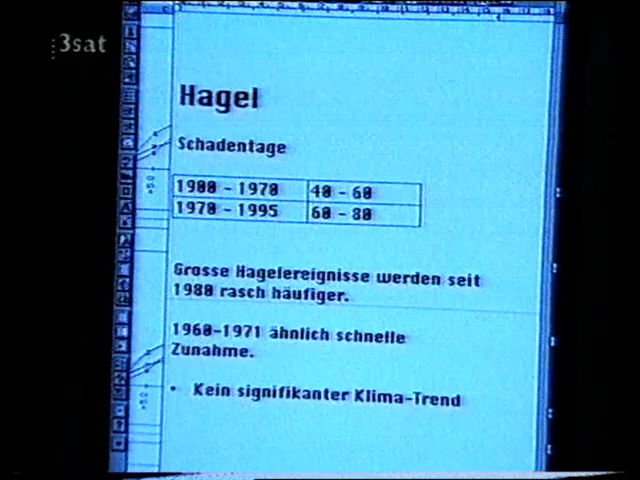 3sat
Hagel
Schadentage
1900 - 1970 40 - 60
1970 - 1995 60 - 80
Grosse Hagelereignisse werden seit
1980 rasch häufiger.
1960-1971 ähnlich schnelle
Zunahme.
• Kein signifikanter Klima-Trend